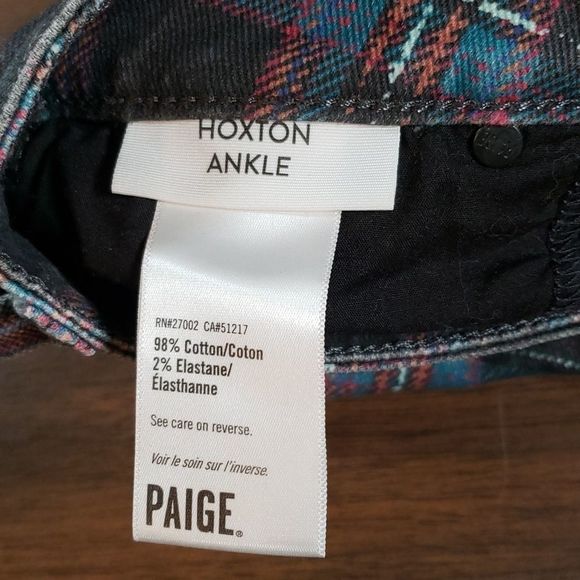 HOXTON
ANKLE
RN#27002 CA#51217
98% Cotton/Coton
2% Elastane/
Élasthanne
See care on reverse.
Voir le soin sur l'inverse.
PAIGE®